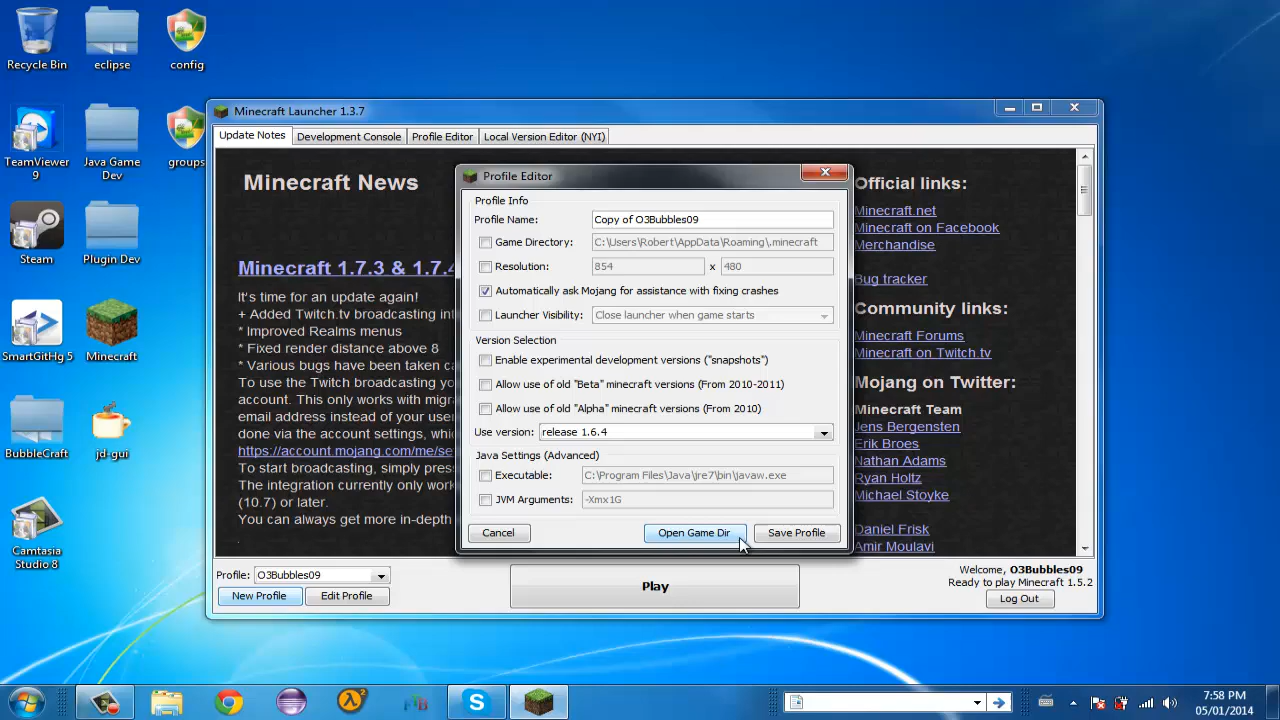 Recycle Bin
eclipse
config
TeamViewer
9
Java Game
Dev
groups
Steam
Plugin Dev
SmartGitHg 5
Minecraft
BubbleCraft
jd-gui
Camtasia
Studio 8
Minecraft Launcher 1.3.7
Update Notes
Development Console
Profile Editor
Local Version Editor (NYI)
Minecraft News
Minecraft 1.7.3 & 1.7.4
It's time for an update again!
+ Added Twitch.tv broadcasting
* Improved Realms menus
* Fixed render distance above 8
* Various bugs have been taken
To use the Twitch broadcasting
account. This only works with
email address instead of your
done via the account settings,
https://account.mojang.com/me/se
To start broadcasting, simply press
The integration currently only
(10.7) or later.
You can always get more in-depth
Profile Editor
Profile Info
Profile Name: Copy of O3Bubbles09
Game Directory: C:\Users\Robert\AppData\Roaming\.minecraft
Resolution: 854 x 480
Automatically ask Mojang for assistance with fixing crashes
Launcher Visibility: Close launcher when game starts
Version Selection
Enable experimental development versions ("snapshots")
Allow use of old "Beta" minecraft versions (From 2010-2011)
Allow use of old "Alpha" minecraft versions (From 2010)
Use version: release 1.6.4
Java Settings (Advanced)
Executable: C:\Program Files\Java\jre7\bin\javaw.exe
JVM Arguments: -Xmx1G
Cancel
Open Game Dir
Save Profile
Official links:
Minecraft.net
Minecraft on Facebook
Merchandise
Bug tracker
Community links:
Minecraft Forums
Minecraft on Twitch.tv
Mojang on Twitter:
Minecraft Team
Jens Bergensten
Erik Broes
Nathan Adams
Ryan Holtz
Michael Stoyke
Daniel Frisk
Amir Moulavi
Profile: O3Bubbles09
New Profile
Edit Profile
Play
Welcome, O3Bubbles09
Ready to play Minecraft 1.5.2
Log Out
7:58 PM
05/01/2014